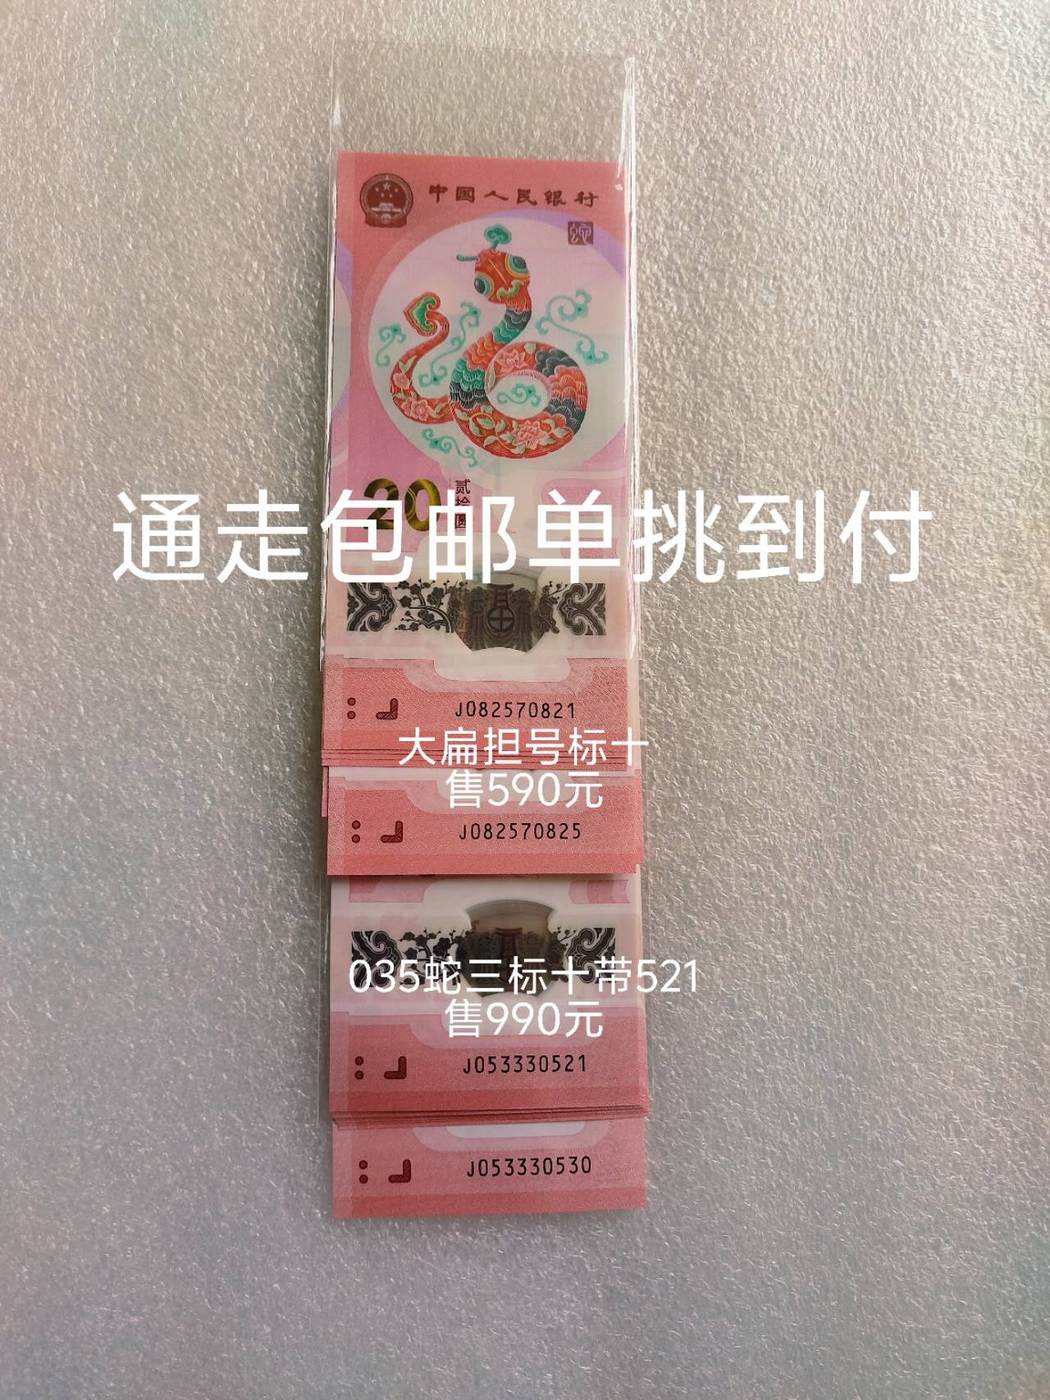 中国人民银行
20
贰拾圆
通走包邮单挑到付
J082570821
大扁担号标十
售590元
J082570825
035蛇三标十带521
售990元
J053330521
J053330530